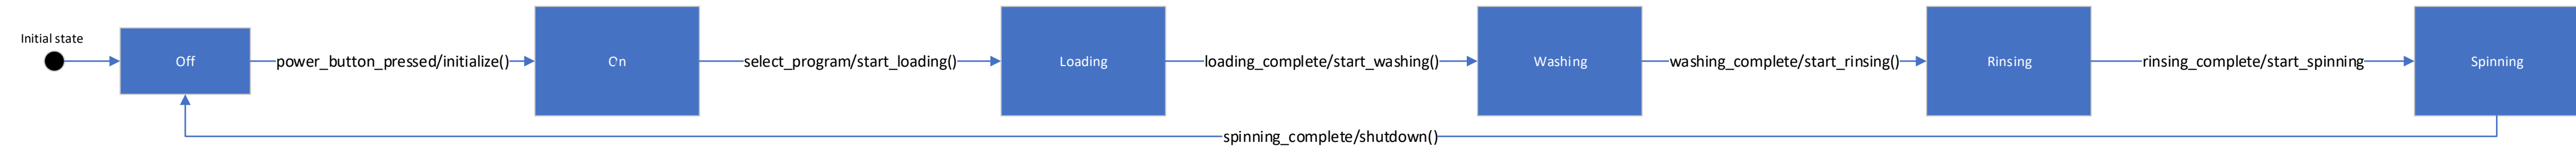 Initial state
Off
power_button_pressed/initialize()
On
select_program/start_loading()
Loading
loading_complete/start_washing()
Washing
washing_complete/start_rinsing()
Rinsing
rinsing_complete/start_spinning
Spinning
spinning_complete/shutdown()